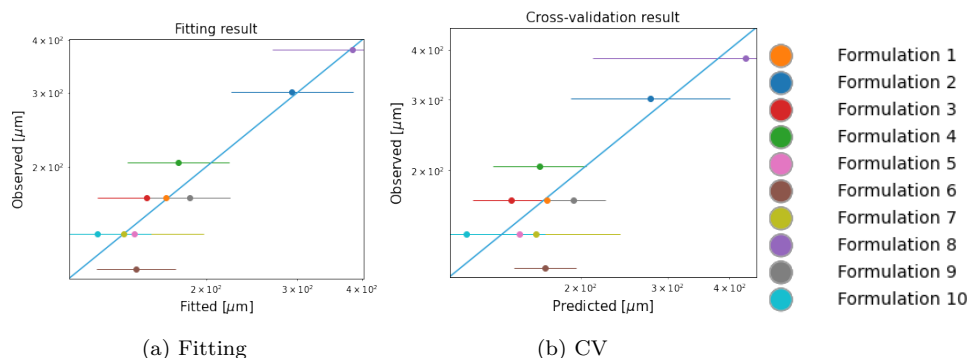 Fitting result
4 × 10²
3 × 10²
2 × 10²
Observed [μm]
2 × 10²
3 × 10²
4 × 10²
Fitted [μm]
(a) Fitting
Cross-validation result
4 × 10²
3 × 10²
2 × 10²
Observed [μm]
2 × 10²
3 × 10²
4 × 10²
Predicted [μm]
(b) CV
Formulation 1
Formulation 2
Formulation 3
Formulation 4
Formulation 5
Formulation 6
Formulation 7
Formulation 8
Formulation 9
Formulation 10